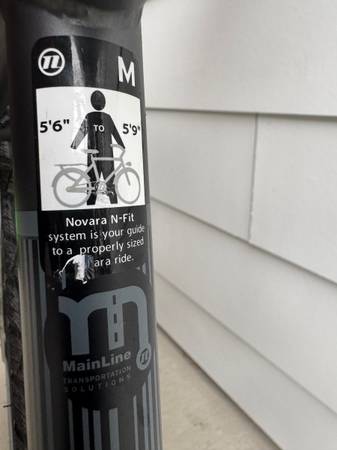 n
M
5'6" TO 5'9"
Novara N-Fit
system is your guide
to a properly sized
ara ride.
m
MainLine
n
TRANSPORTATION
SOLUTIONS